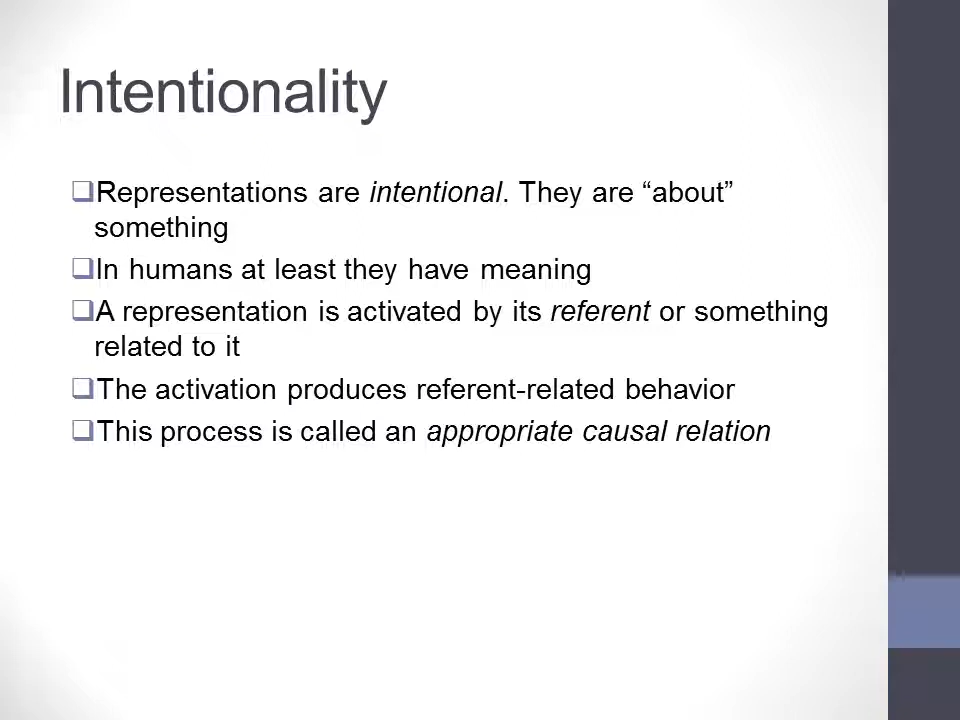 Intentionality
Representations are intentional. They are “about”
something
In humans at least they have meaning
A representation is activated by its referent or something
related to it
The activation produces referent-related behavior
This process is called an appropriate causal relation